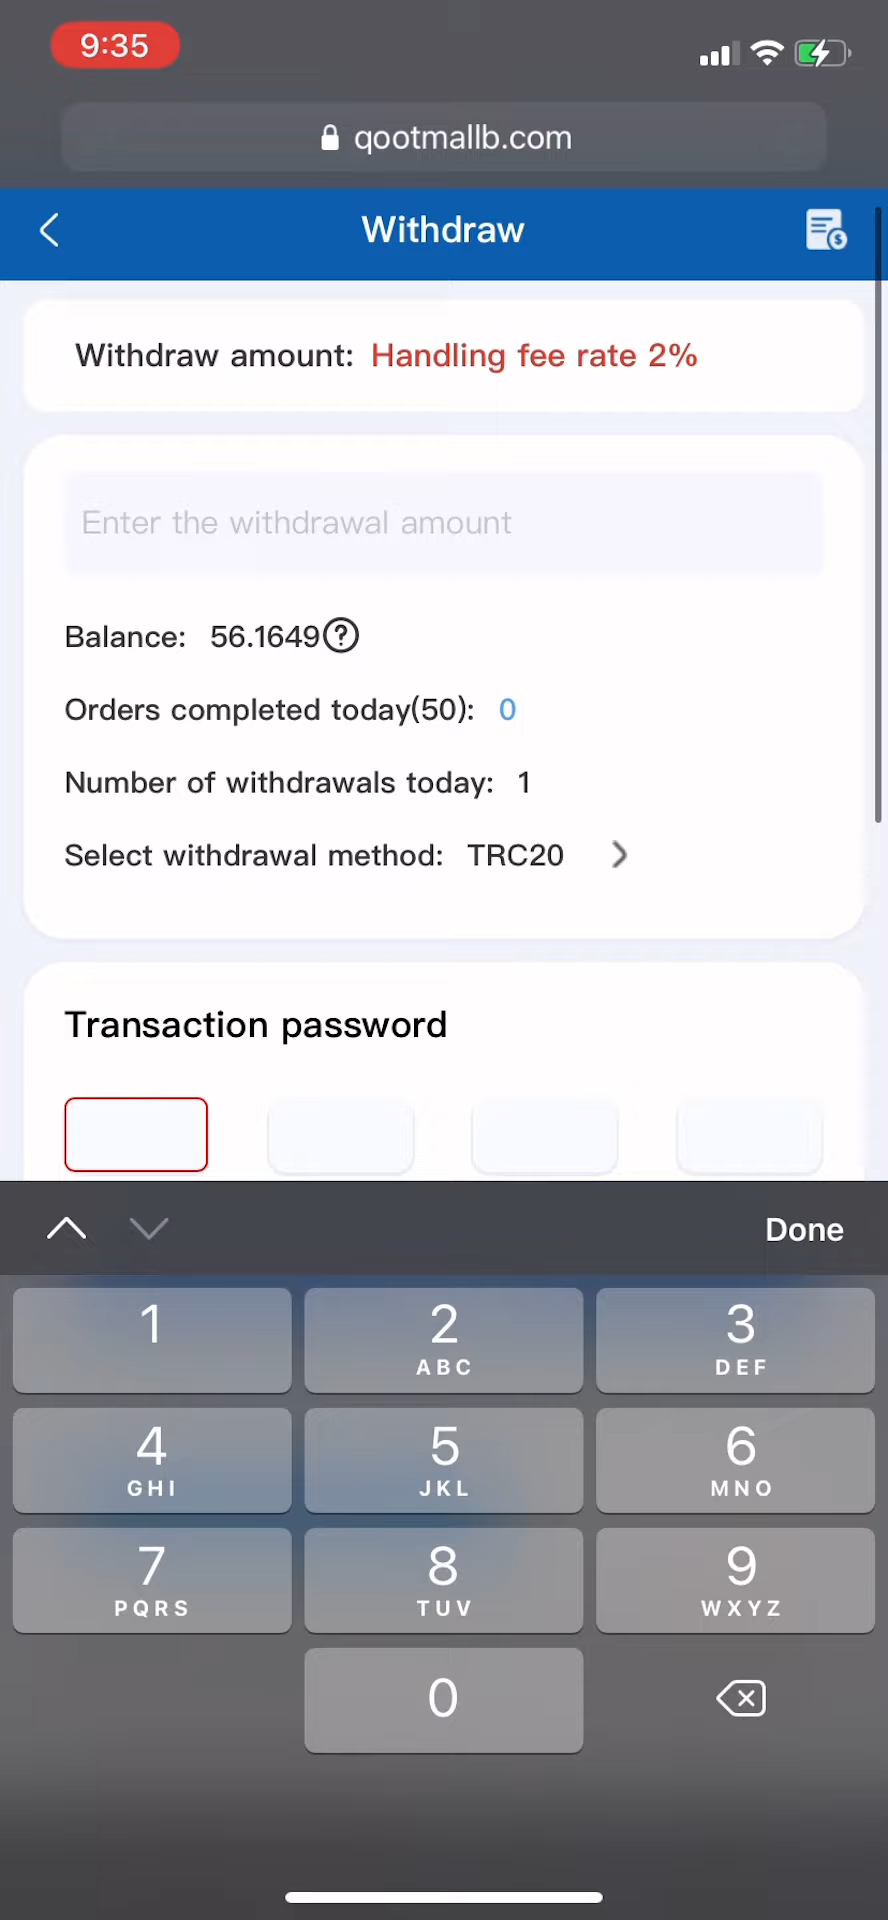 9:35
qootmallb.com
Withdraw
Withdraw amount: Handling fee rate 2%
Enter the withdrawal amount
Balance: 56.1649?
Orders completed today(50): 0
Number of withdrawals today: 1
Select withdrawal method: TRC20
Transaction password
Done
1
2
ABC
3
DEF
4
GHI
5
JKL
6
MNO
7
PQRS
8
TUV
9
WXYZ
0